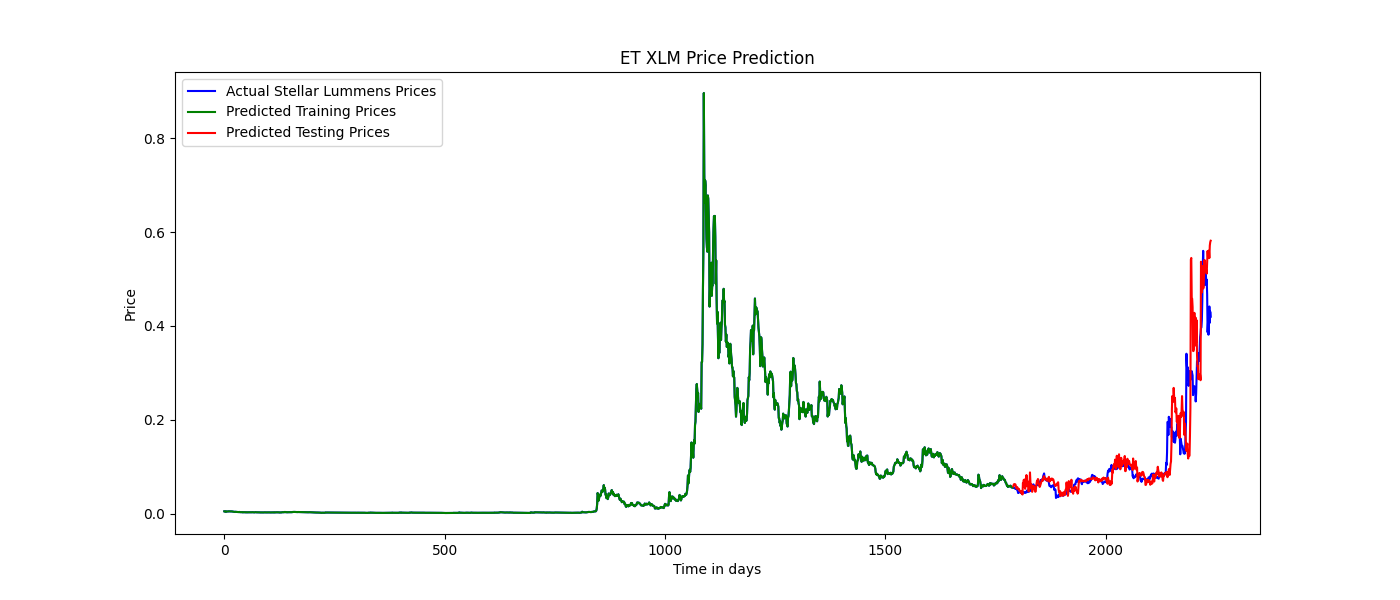 ET XLM Price Prediction
Actual Stellar Lummens Prices
Predicted Training Prices
Predicted Testing Prices
Price
0.8
0.6
0.4
0.2
0.0
0
500
1000
1500
2000
Time in days